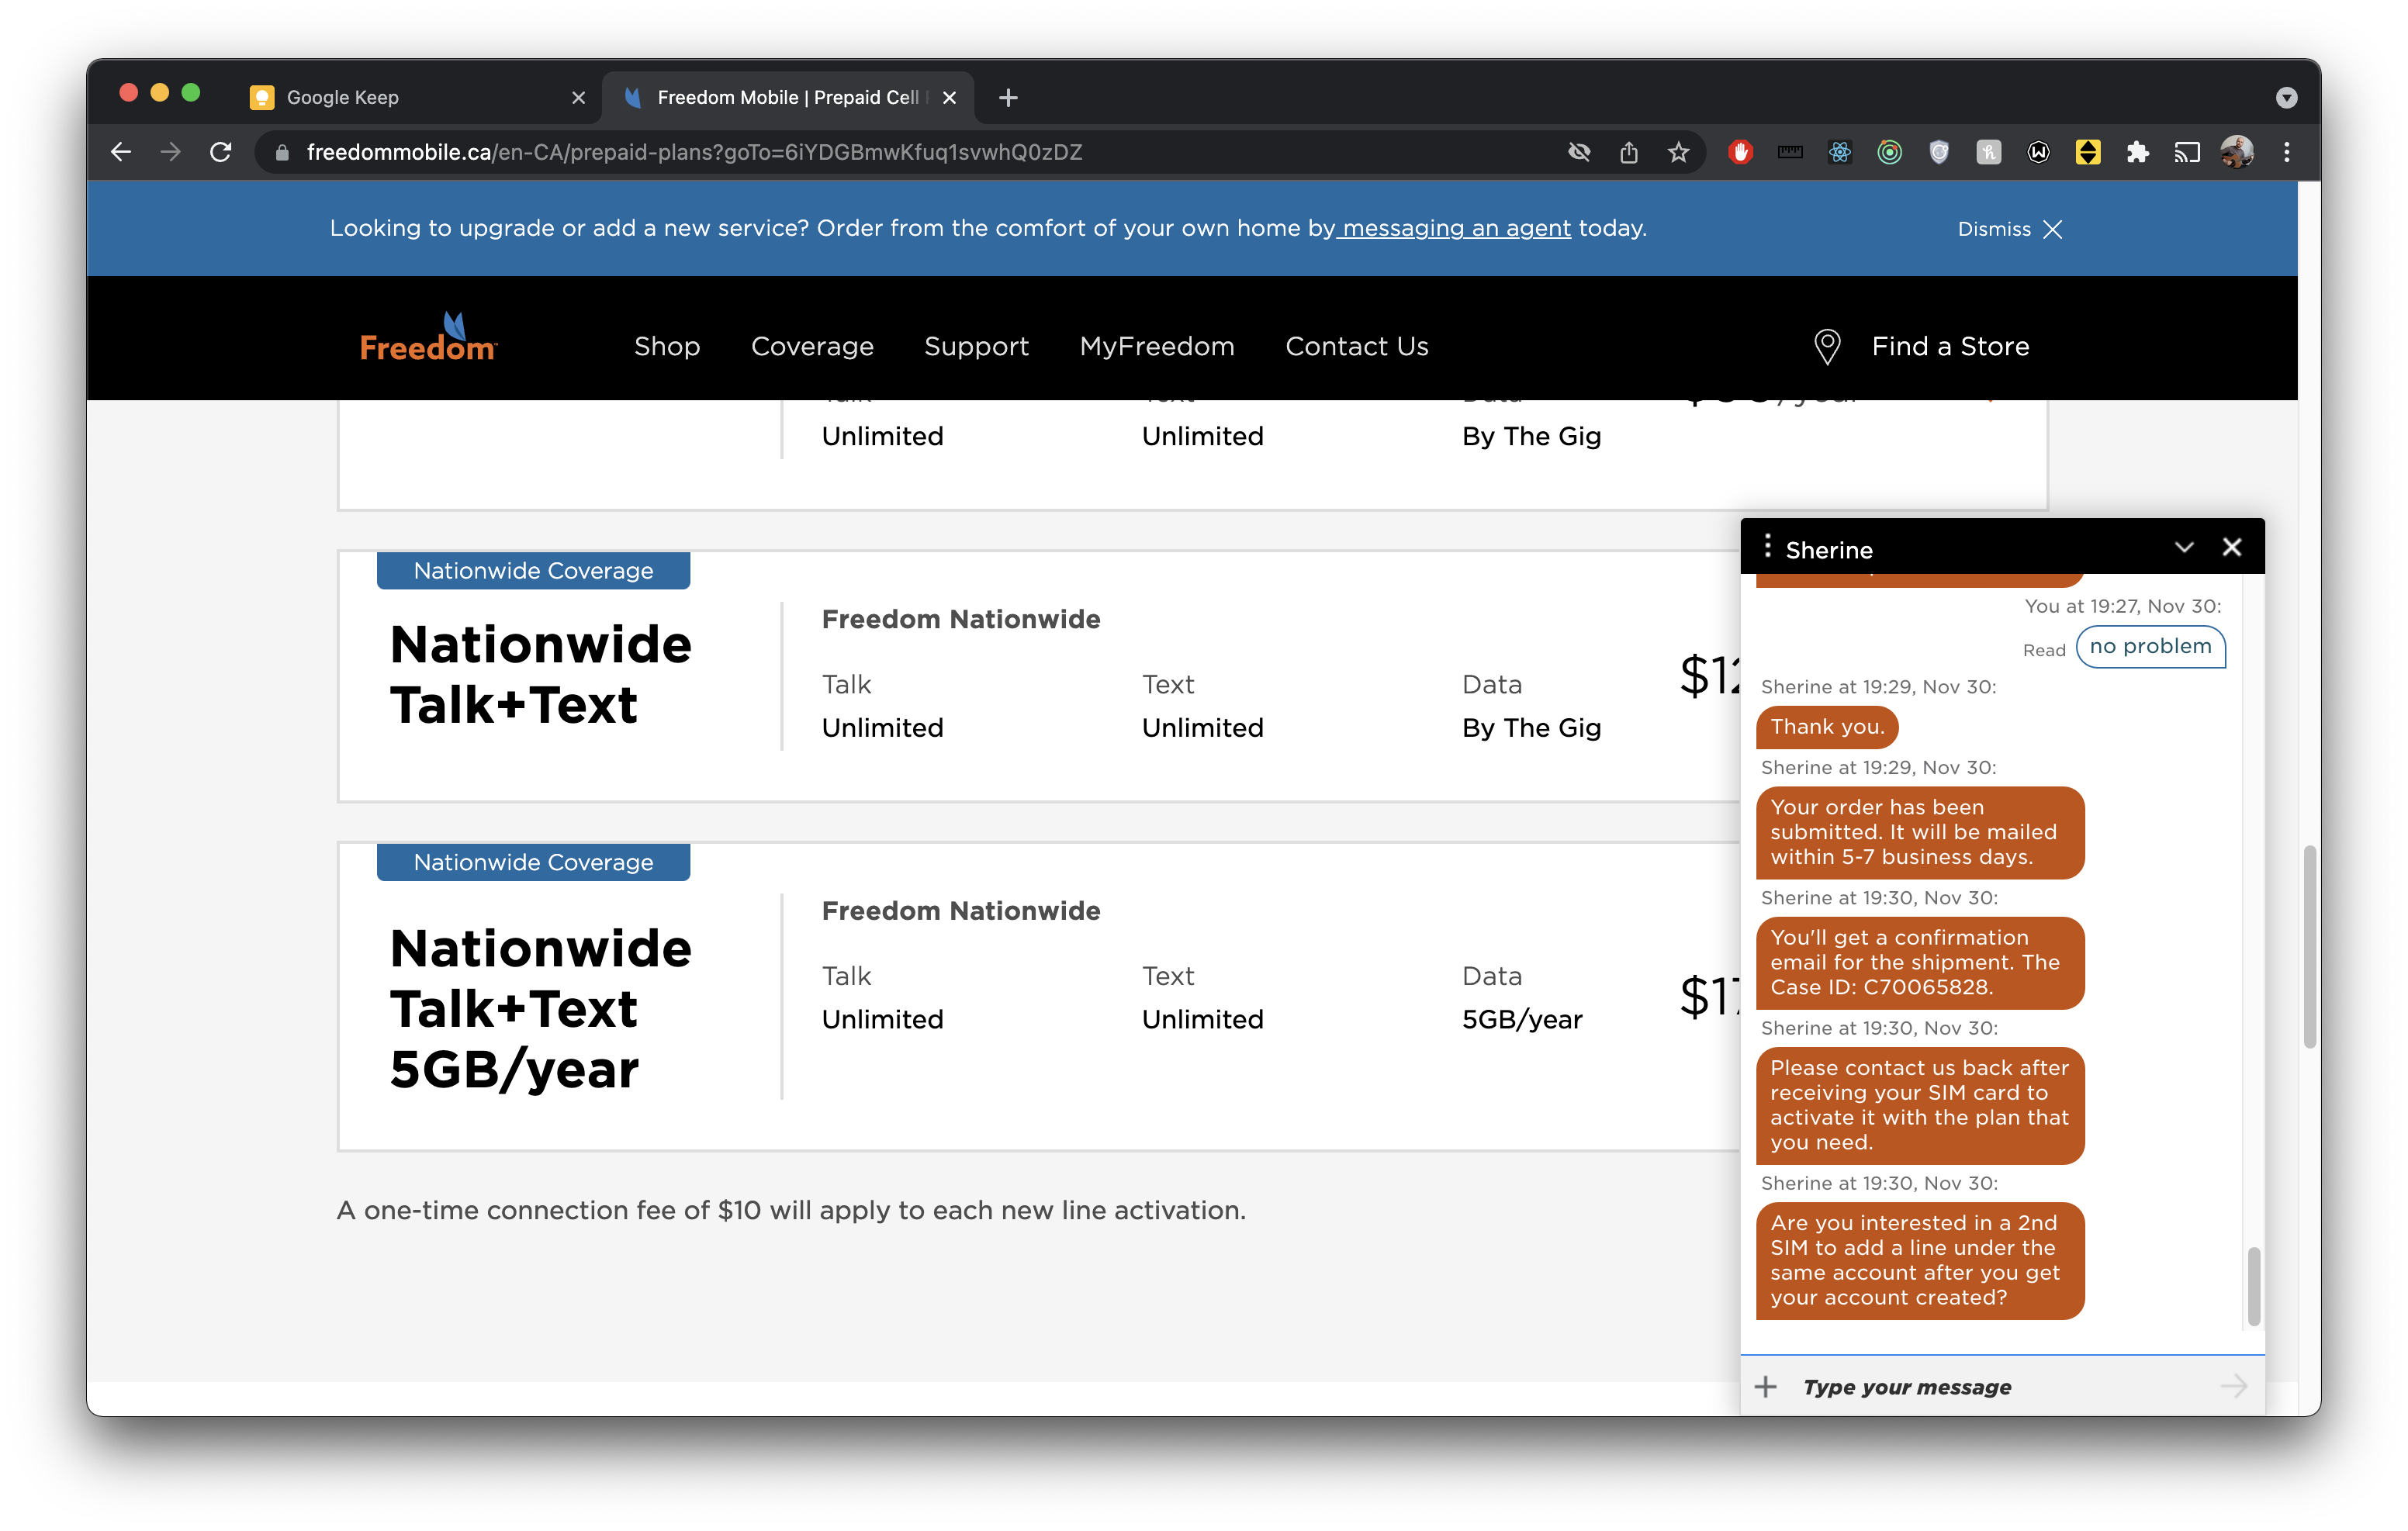 Google Keep
Freedom Mobile | Prepaid Cell
freedommobile.ca/en-CA/prepaid-plans?goTo=6iYDGBmwKfuq1svwhQ0zDZ
Looking to upgrade or add a new service? Order from the comfort of your own home by messaging an agent today.
Dismiss
Freedom
Shop
Coverage
Support
MyFreedom
Contact Us
Find a Store
Unlimited
Unlimited
By The Gig
Nationwide Coverage
Nationwide
Talk+Text
Freedom Nationwide
Talk
Text
Data
Unlimited
Unlimited
By The Gig
Nationwide Coverage
Nationwide
Talk+Text
5GB/year
Freedom Nationwide
Talk
Text
Data
Unlimited
Unlimited
5GB/year
A one-time connection fee of $10 will apply to each new line activation.
Sherine
You at 19:27, Nov 30:
Read
no problem
Sherine at 19:29, Nov 30:
Thank you.
Sherine at 19:29, Nov 30:
Your order has been
submitted. It will be mailed
within 5-7 business days.
Sherine at 19:30, Nov 30:
You'll get a confirmation
email for the shipment. The
Case ID: C70065828.
Sherine at 19:30, Nov 30:
Please contact us back after
receiving your SIM card to
activate it with the plan that
you need.
Sherine at 19:30, Nov 30:
Are you interested in a 2nd
SIM to add a line under the
same account after you get
your account created?
Type your message